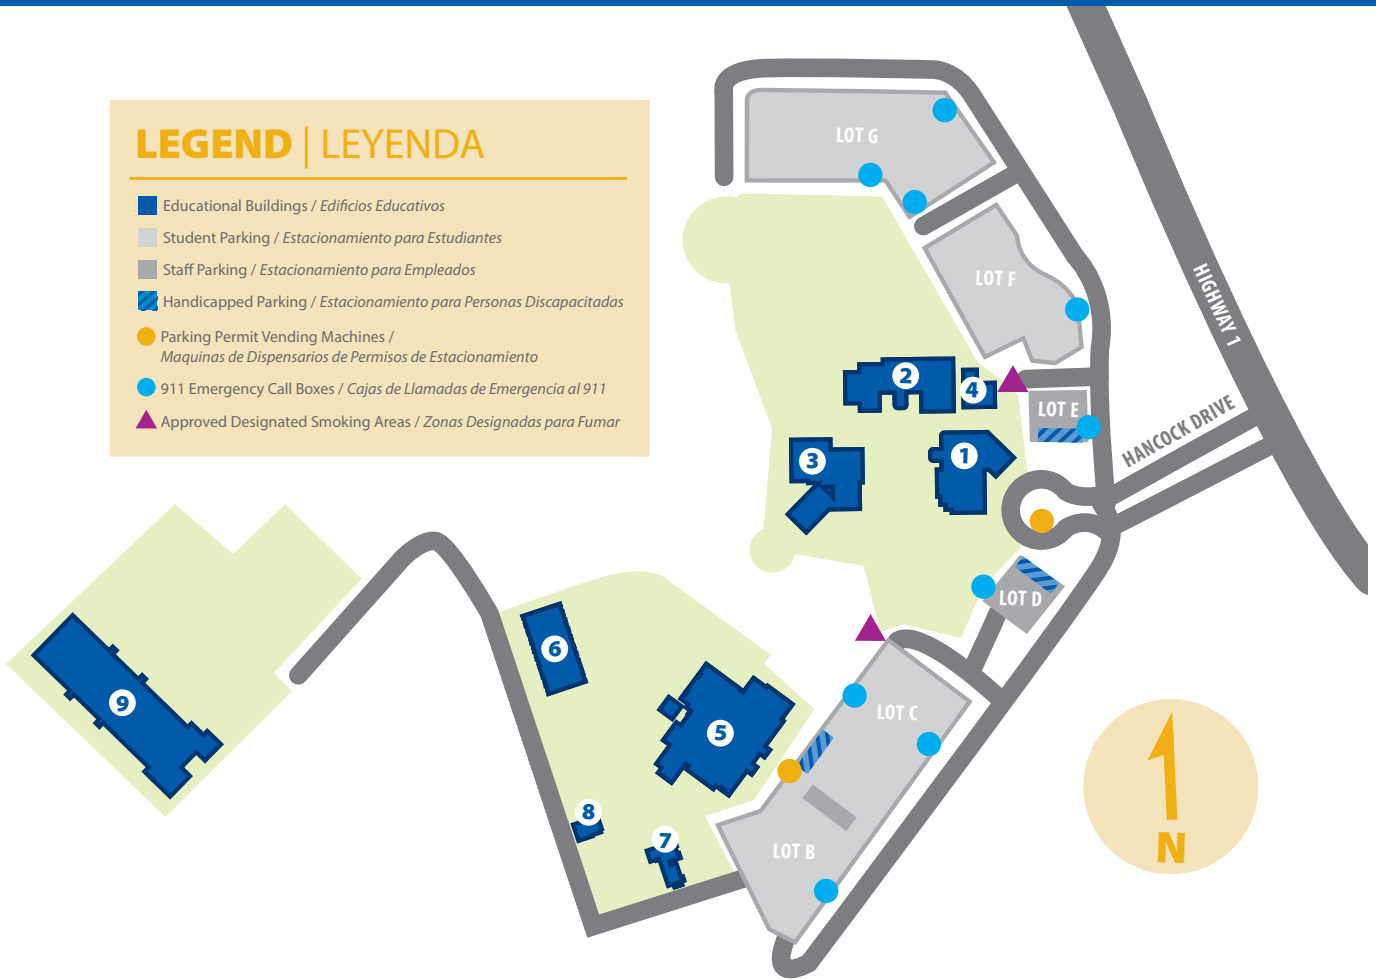 LEGEND | LEYENDA
Educational Buildings / Edificios Educativos
Student Parking / Estacionamiento para Estudiantes
Staff Parking / Estacionamiento para Empleados
Handicapped Parking / Estacionamiento para Personas Discapacitadas
Parking Permit Vending Machines /
Maquinas de Dispensarios de Permisos de Estacionamiento
911 Emergency Call Boxes / Cajas de Llamadas de Emergencia al 911
Approved Designated Smoking Areas / Zonas Designadas para Fumar
LOT G
LOT F
HIGHWAY 1
2
4
LOT E
HANCOCK DRIVE
3
1
LOT D
6
9
5
LOT C
8
7
LOT B
N